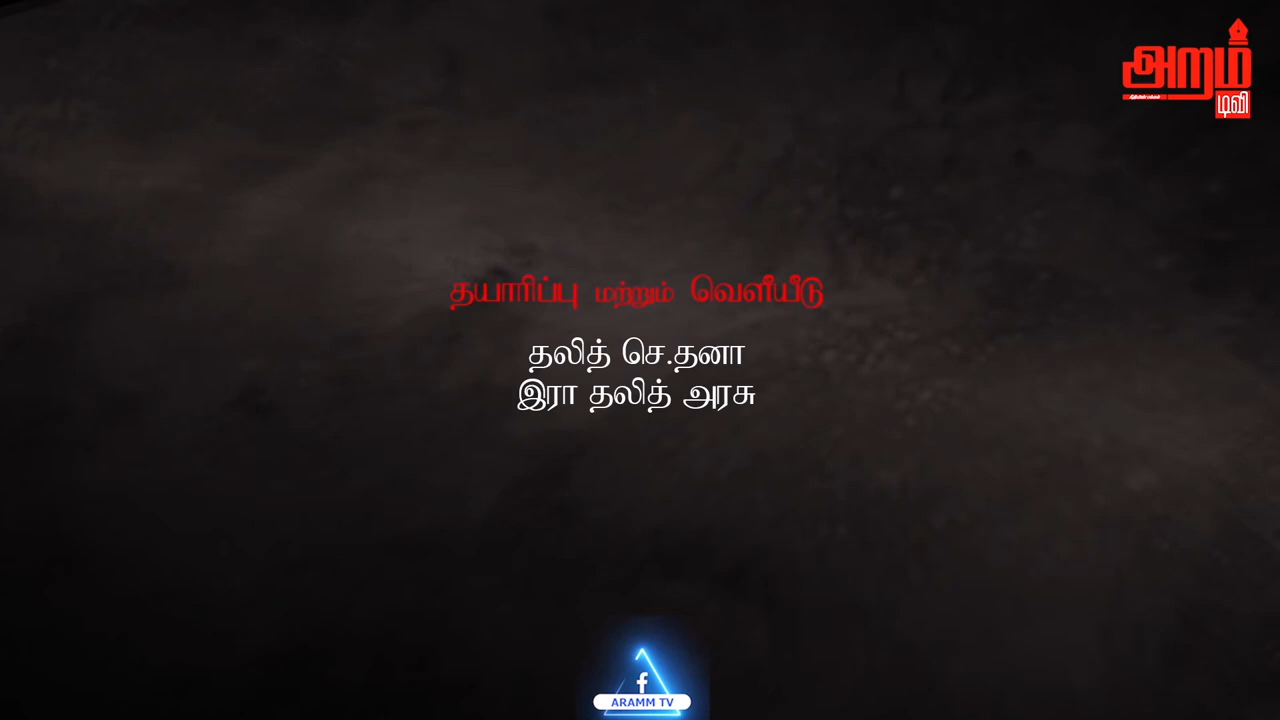 அறம்
டிவி
தயாரிப்பு மற்றும் வெளீயீடு
தலித் செ.தனா
இரா தலித் அரசு
f
ARAMM TV